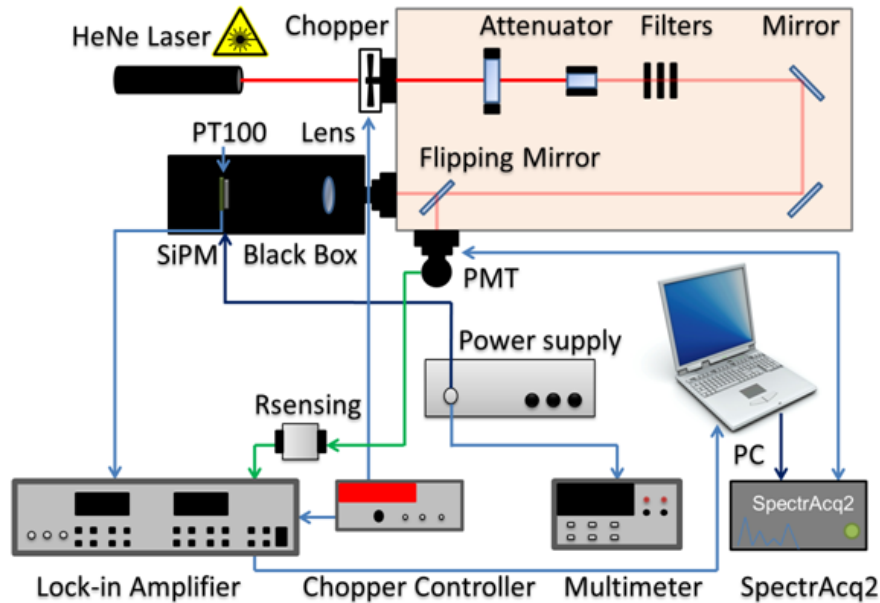 HeNe Laser
Chopper
Attenuator
Filters
Mirror
PT100
Lens
Flipping Mirror
SiPM
Black Box
PMT
Power supply
Rsensing
PC
SpectrAcq2
Lock-in Amplifier
Chopper Controller
Multimeter
SpectrAcq2